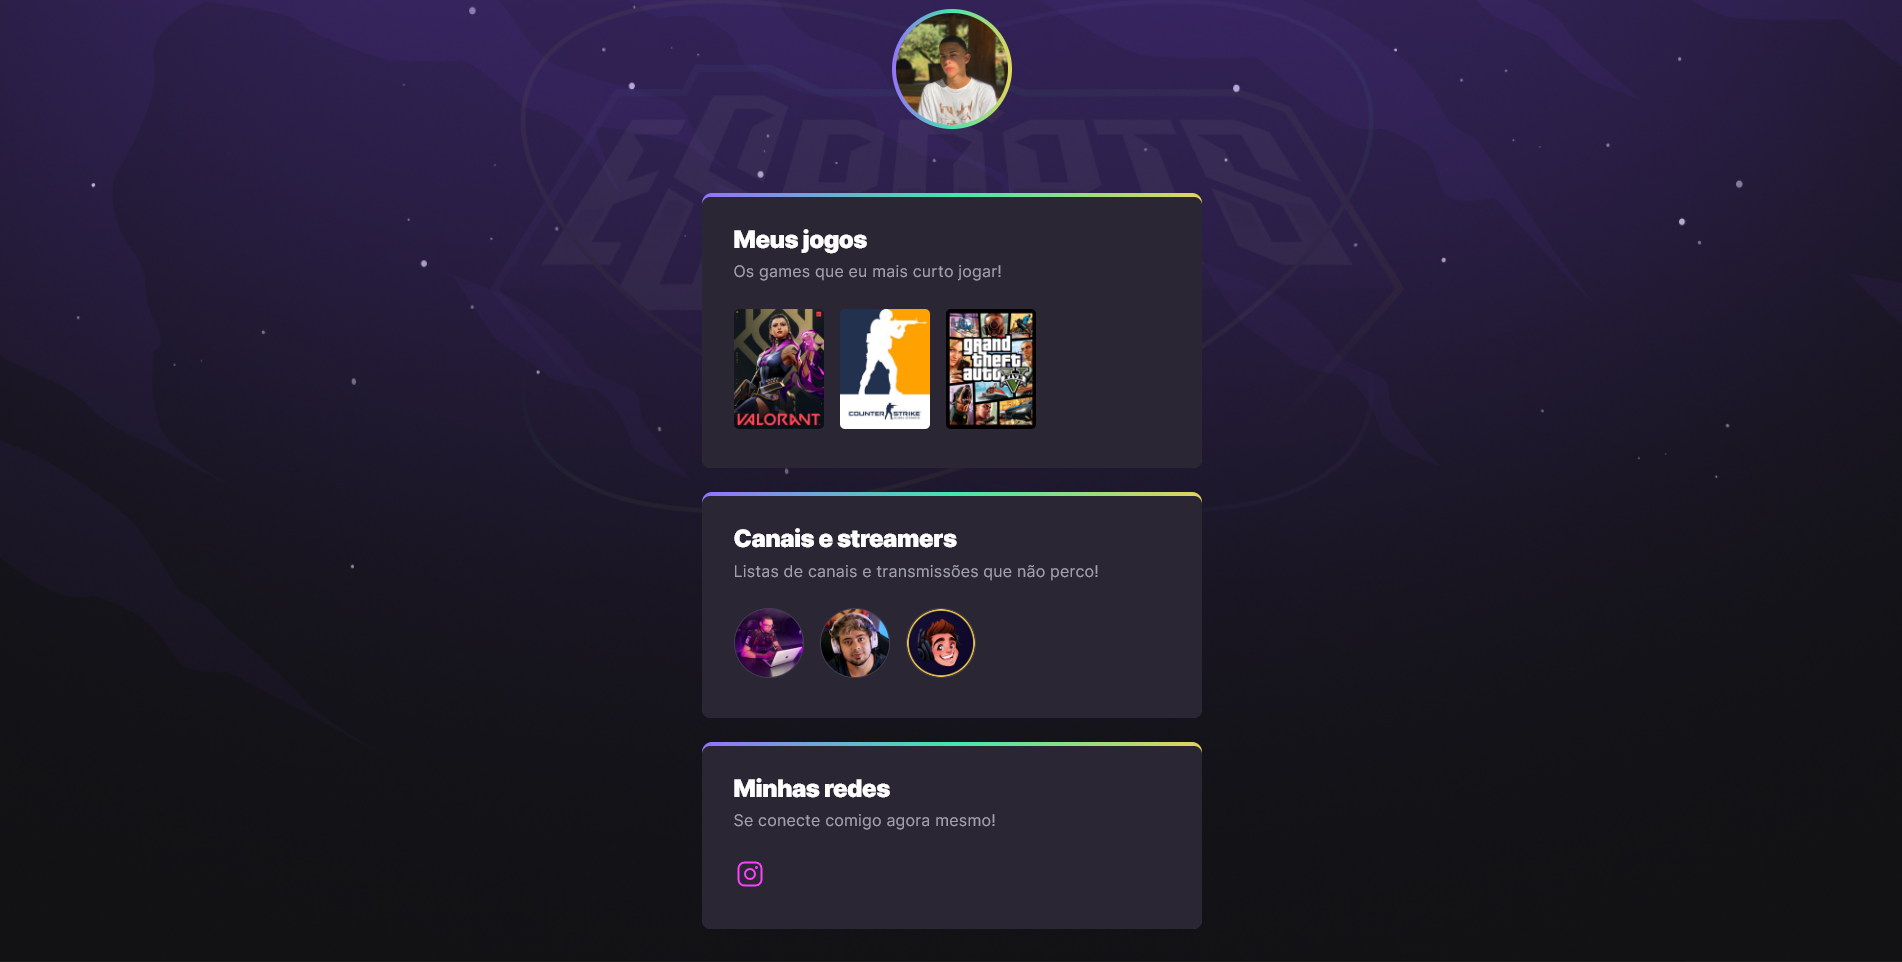 ESPORTS
Meus jogos
Os games que eu mais curto jogar!
VALORANT
COUNTER STRIKE
grand
theft
auto V
Canais e streamers
Listas de canais e transmissões que não perco!
Minhas redes
Se conecte comigo agora mesmo!